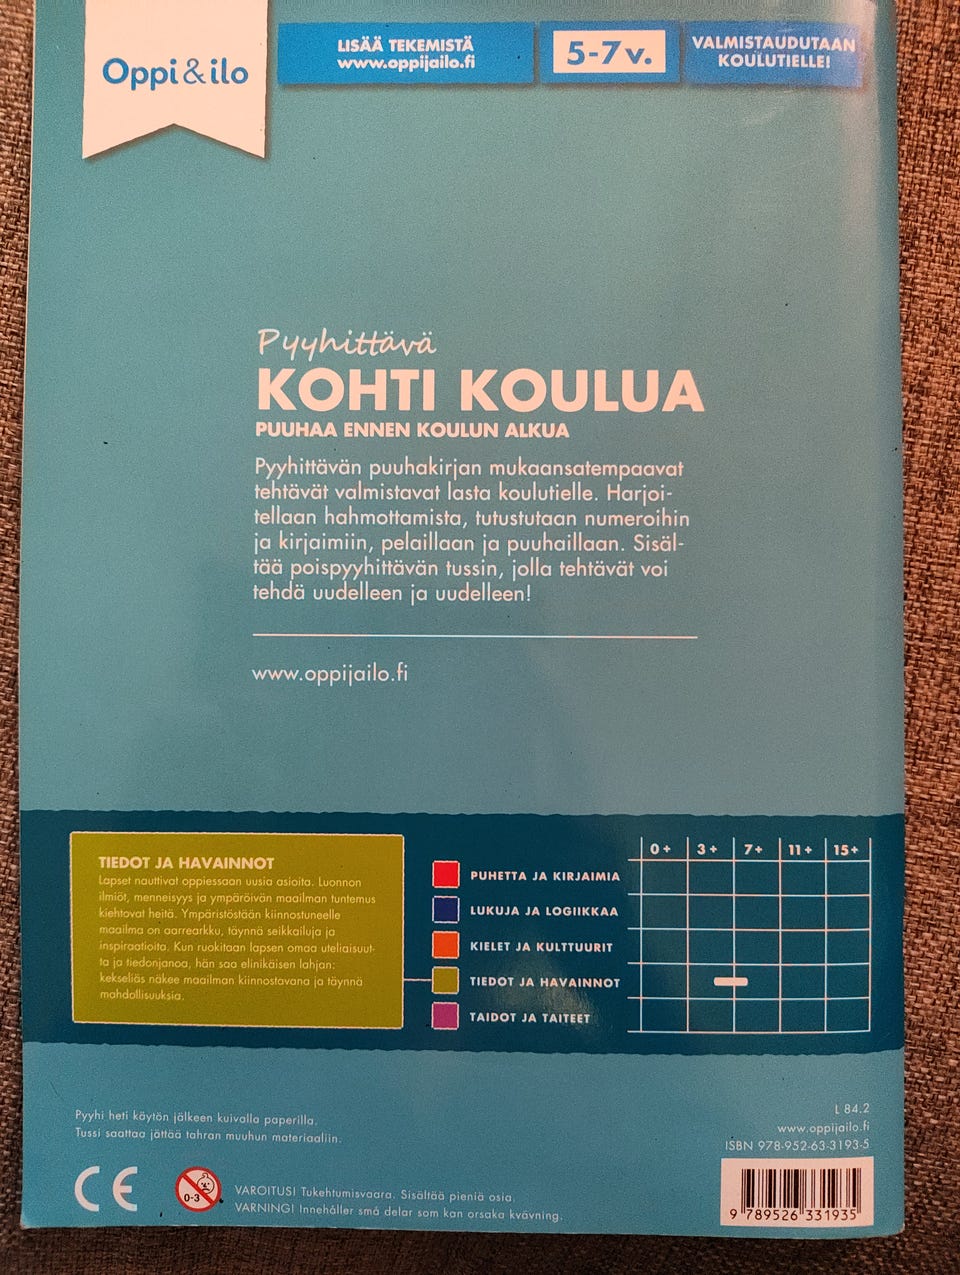 Oppi&ilo
LISÄÄ TEKEMISTÄ
www.oppijailo.fi
5-7 v.
VALMISTAUDUTAAN
KOULUTIELLE!
Pyyhittävä
KOHTI KOULUA
PUUHAA ENNEN KOULUN ALKUA
Pyyhittävän puuhakirjan mukaansatempaavat
tehtävät valmistavat lasta koulutielle. Harjoi-
tellaan hahmottamista, tutustutaan numeroihin
ja kirjaimiin, pelaillaan ja puuhaillaan. Sisäl-
tää poispyyhittävän tussin, jolla tehtävät voi
tehdä uudelleen ja uudelleen!
www.oppijailo.fi
TIEDOT JA HAVAINNOT
Lapset nauttivat oppiessaan uusia asioita. Luonnon
ilmiöt, menneisyys ja ympäröivän maailman tuntemus
kiehtovat heitä. Ympäristöstään kiinnostuneelle
maailma on aarrearkku, täynnä seikkailuja ja
inspiraatioita. Kun ruokitaan lapsen omaa uteliaisuut-
ta ja tiedonjanoa, hän saa elinikäisen lahjan:
kekseliäs näkee maailman kiinnostavana ja täynnä
mahdollisuuksia.
0+ 3+ 7+ 11+ 15+
PUHETTA JA KIRJAIMIA
LUKUJA JA LOGIIKKAA
KIELET JA KULTTUURIT
TIEDOT JA HAVAINNOT
TAIDOT JA TAITEET
Pyyhi heti käytön jälkeen kuivalla paperilla.
Tussi saattaa jättää tahran muuhun materiaaliin.
CE
0-3
VAROITUS! Tukehtumisvaara. Sisältää pieniä osia.
VARNING! Innehåller små delar som kan orsaka kvävning.
L 84.2
www.oppijailo.fi
ISBN 978-952-63-3193-5
9 789526 331935